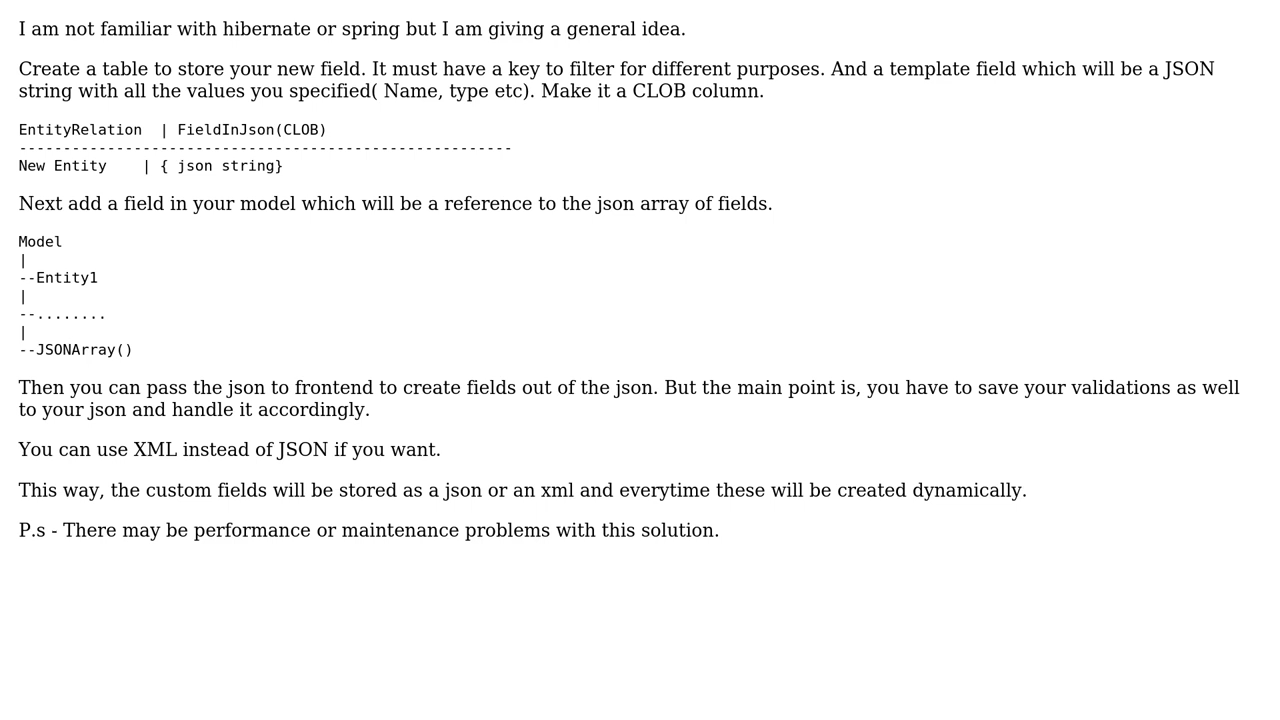 I am not familiar with hibernate or spring but I am giving a general idea.
Create a table to store your new field. It must have a key to filter for different purposes. And a template field which will be a JSON
string with all the values you specified( Name, type etc). Make it a CLOB column.
EntityRelation  | FieldInJson(CLOB)
--------------------------------------------------------
New Entity    | { json string}
Next add a field in your model which will be a reference to the json array of fields.
Model
|
--Entity1
|
--........
|
--JSONArray()
Then you can pass the json to frontend to create fields out of the json. But the main point is, you have to save your validations as well
to your json and handle it accordingly.
You can use XML instead of JSON if you want.
This way, the custom fields will be stored as a json or an xml and everytime these will be created dynamically.
P.s - There may be performance or maintenance problems with this solution.